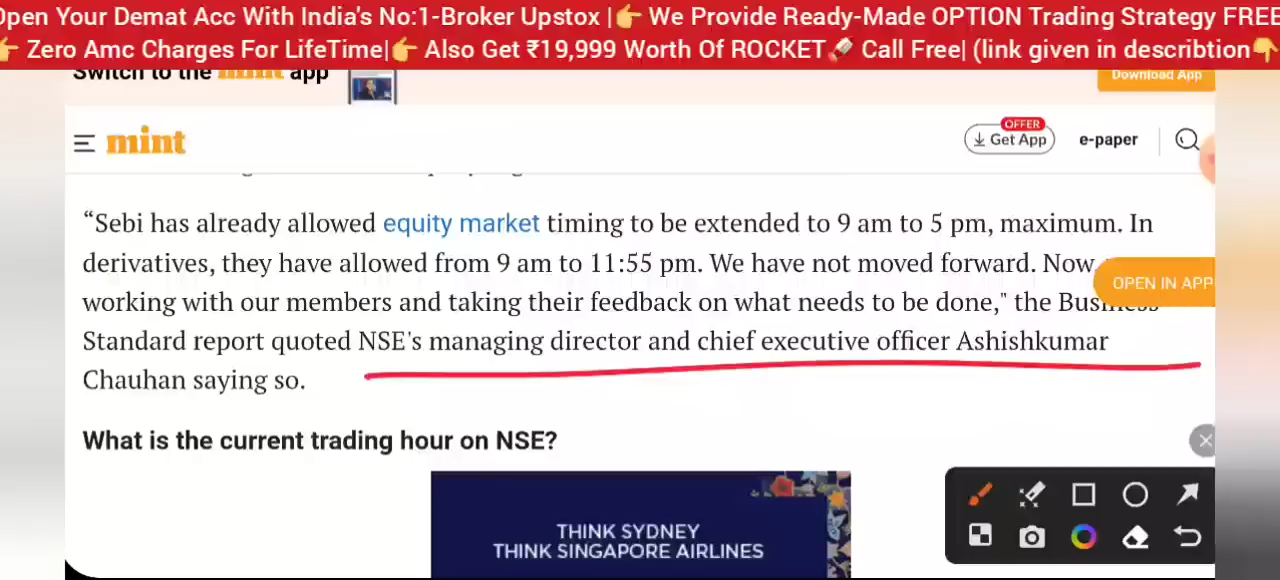 Open Your Demat Acc With India's No:1-Broker Upstox |👉 We Provide Ready-Made OPTION Trading Strategy FREE
👉 Zero Amc Charges For LifeTime|👉 Also Get ₹19,999 Worth Of ROCKET🚀 Call Free| (link given in describtion👇
Switch to the mint app
Download App
mint
OFFER
Get App
e-paper
“Sebi has already allowed equity market timing to be extended to 9 am to 5 pm, maximum. In
derivatives, they have allowed from 9 am to 11:55 pm. We have not moved forward. Now,
OPEN IN APP
working with our members and taking their feedback on what needs to be done," the Business
Standard report quoted NSE's managing director and chief executive officer Ashishkumar
Chauhan saying so.
What is the current trading hour on NSE?
THINK SYDNEY
THINK SINGAPORE AIRLINES